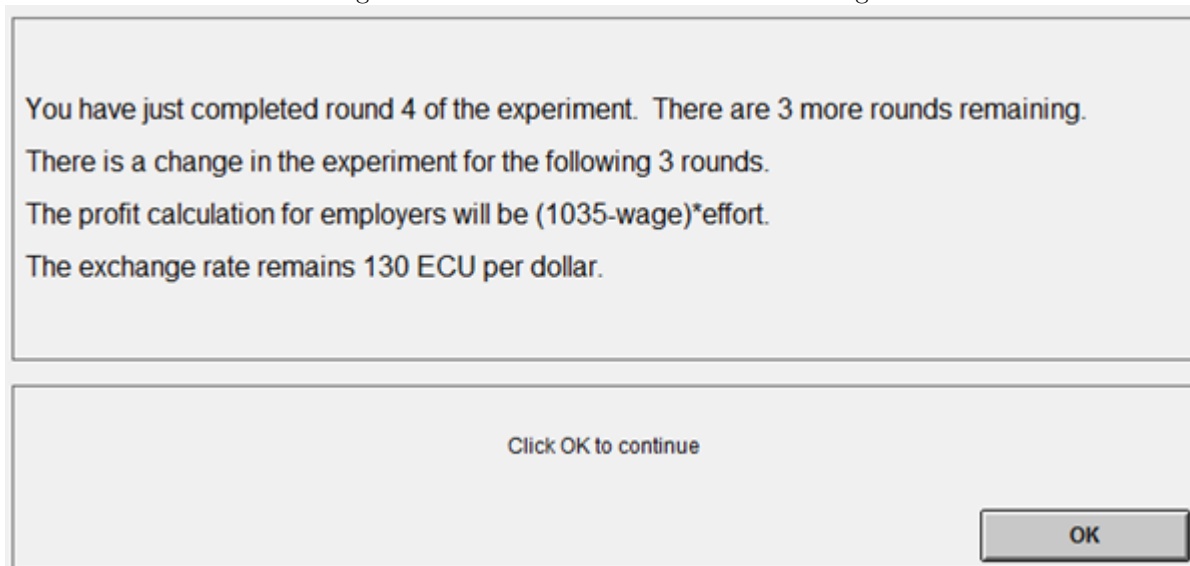 You have just completed round 4 of the experiment. There are 3 more rounds remaining.
There is a change in the experiment for the following 3 rounds.
The profit calculation for employers will be (1035-wage)*effort.
The exchange rate remains 130 ECU per dollar.
Click OK to continue
OK